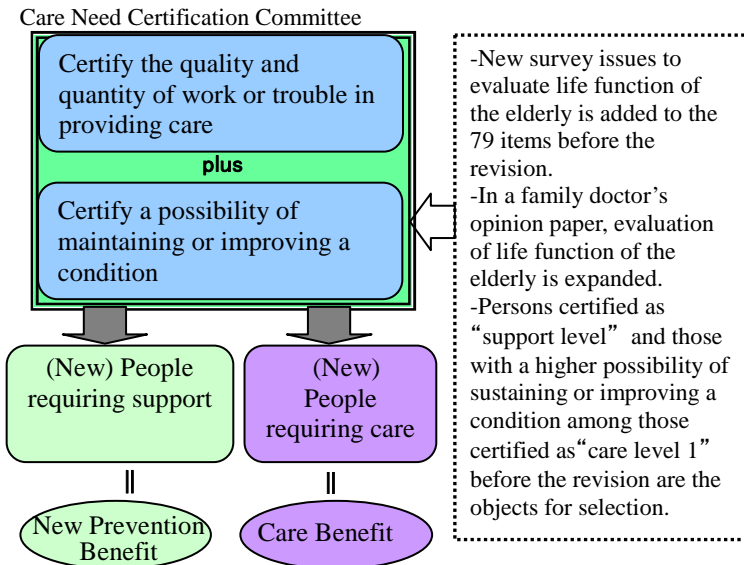 Care Need Certification Committee
Certify the quality and
quantity of work or trouble in
providing care
plus
Certify a possibility of
maintaining or improving a
condition
(New) People
requiring support
(New)
People
requiring care
||
||
New Prevention
Benefit
Care Benefit
-New survey issues to
evaluate life function of
the elderly is added to the
79 items before the
revision.
-In a family doctor’s
opinion paper, evaluation
of life function of the
elderly is expanded.
-Persons certified as
“support level” and those
with a higher possibility of
sustaining or improving a
condition among those
certified as“care level 1”
before the revision are the
objects for selection.